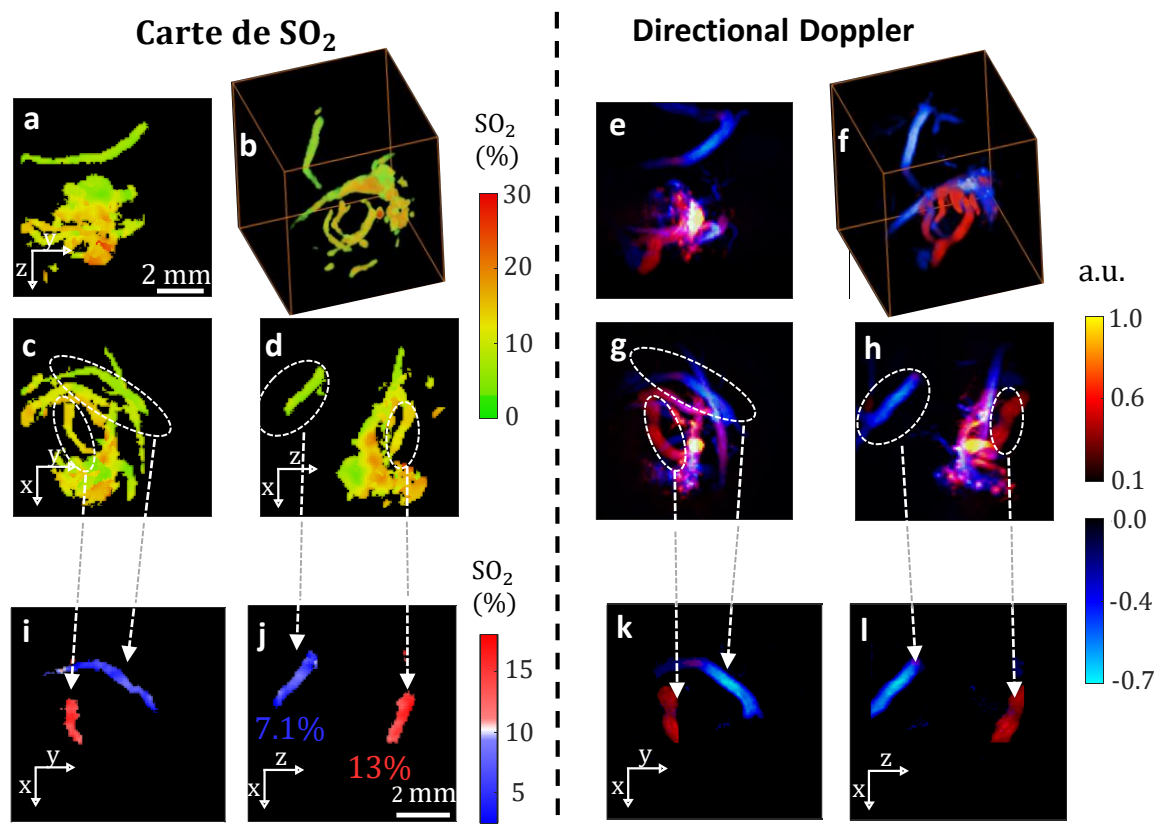 Carte de SO₂
Directional Doppler
a
y
z
2 mm
b
SO₂
(%)
30
20
10
0
e
f
a.u.
1.0
0.6
0.1
0.0
-0.4
-0.7
c
y
x
d
z
x
g
h
i
y
x
j
7.1%
13%
z
x
2 mm
SO₂
(%)
15
10
5
k
y
x
l
z
x